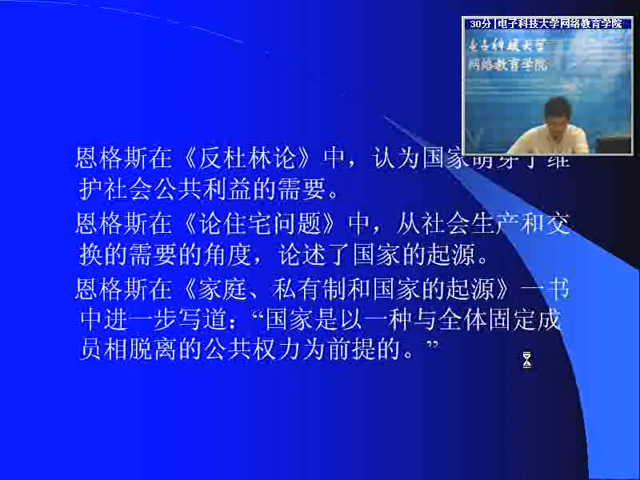 30分|电子科技大学网络教育学院
电子科技大学
网络教育学院
恩格斯在《反杜林论》中，认为国家萌芽于维
护社会公共利益的需要。
恩格斯在《论住宅问题》中，从社会生产和交
换的需要的角度，论述了国家的起源。
恩格斯在《家庭、私有制和国家的起源》一书
中进一步写道：“国家是以一种与全体固定成
员相脱离的公共权力为前提的。”